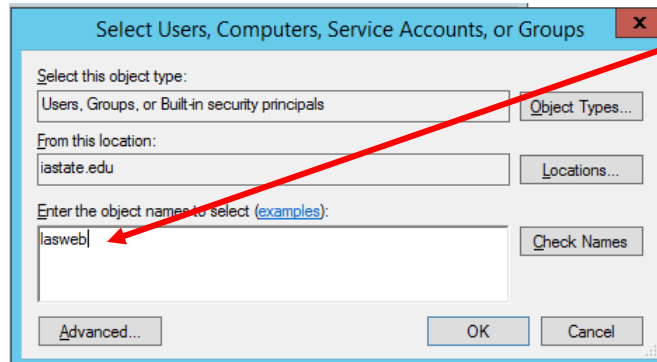 Select Users, Computers, Service Accounts, or Groups
x
Select this object type:
Users, Groups, or Built-in security principals
Object Types...
From this location:
iastate.edu
Locations...
Enter the object names to select (examples):
lasweb
Check Names
Advanced...
OK
Cancel